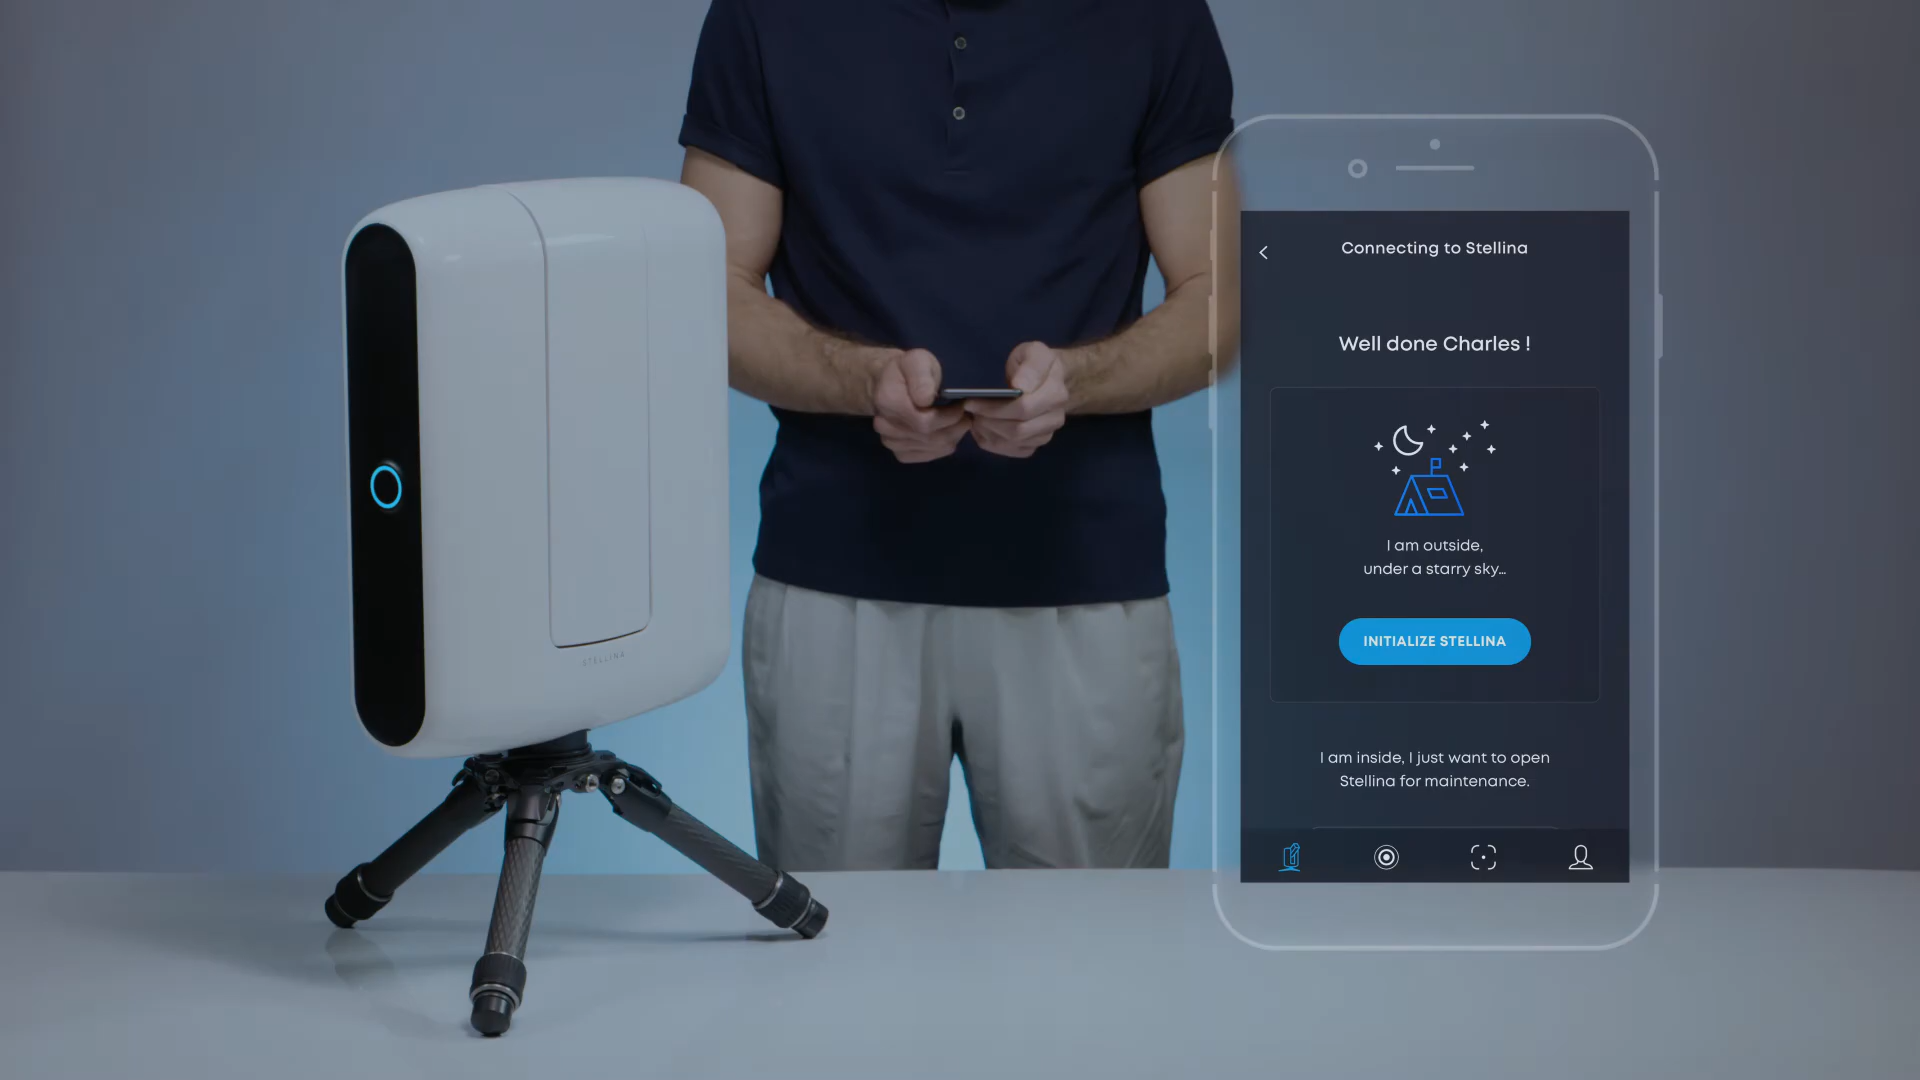 STELLINA
Connecting to Stellina
Well done Charles !
I am outside,
under a starry sky...
INITIALIZE STELLINA
I am inside, I just want to open
Stellina for maintenance.